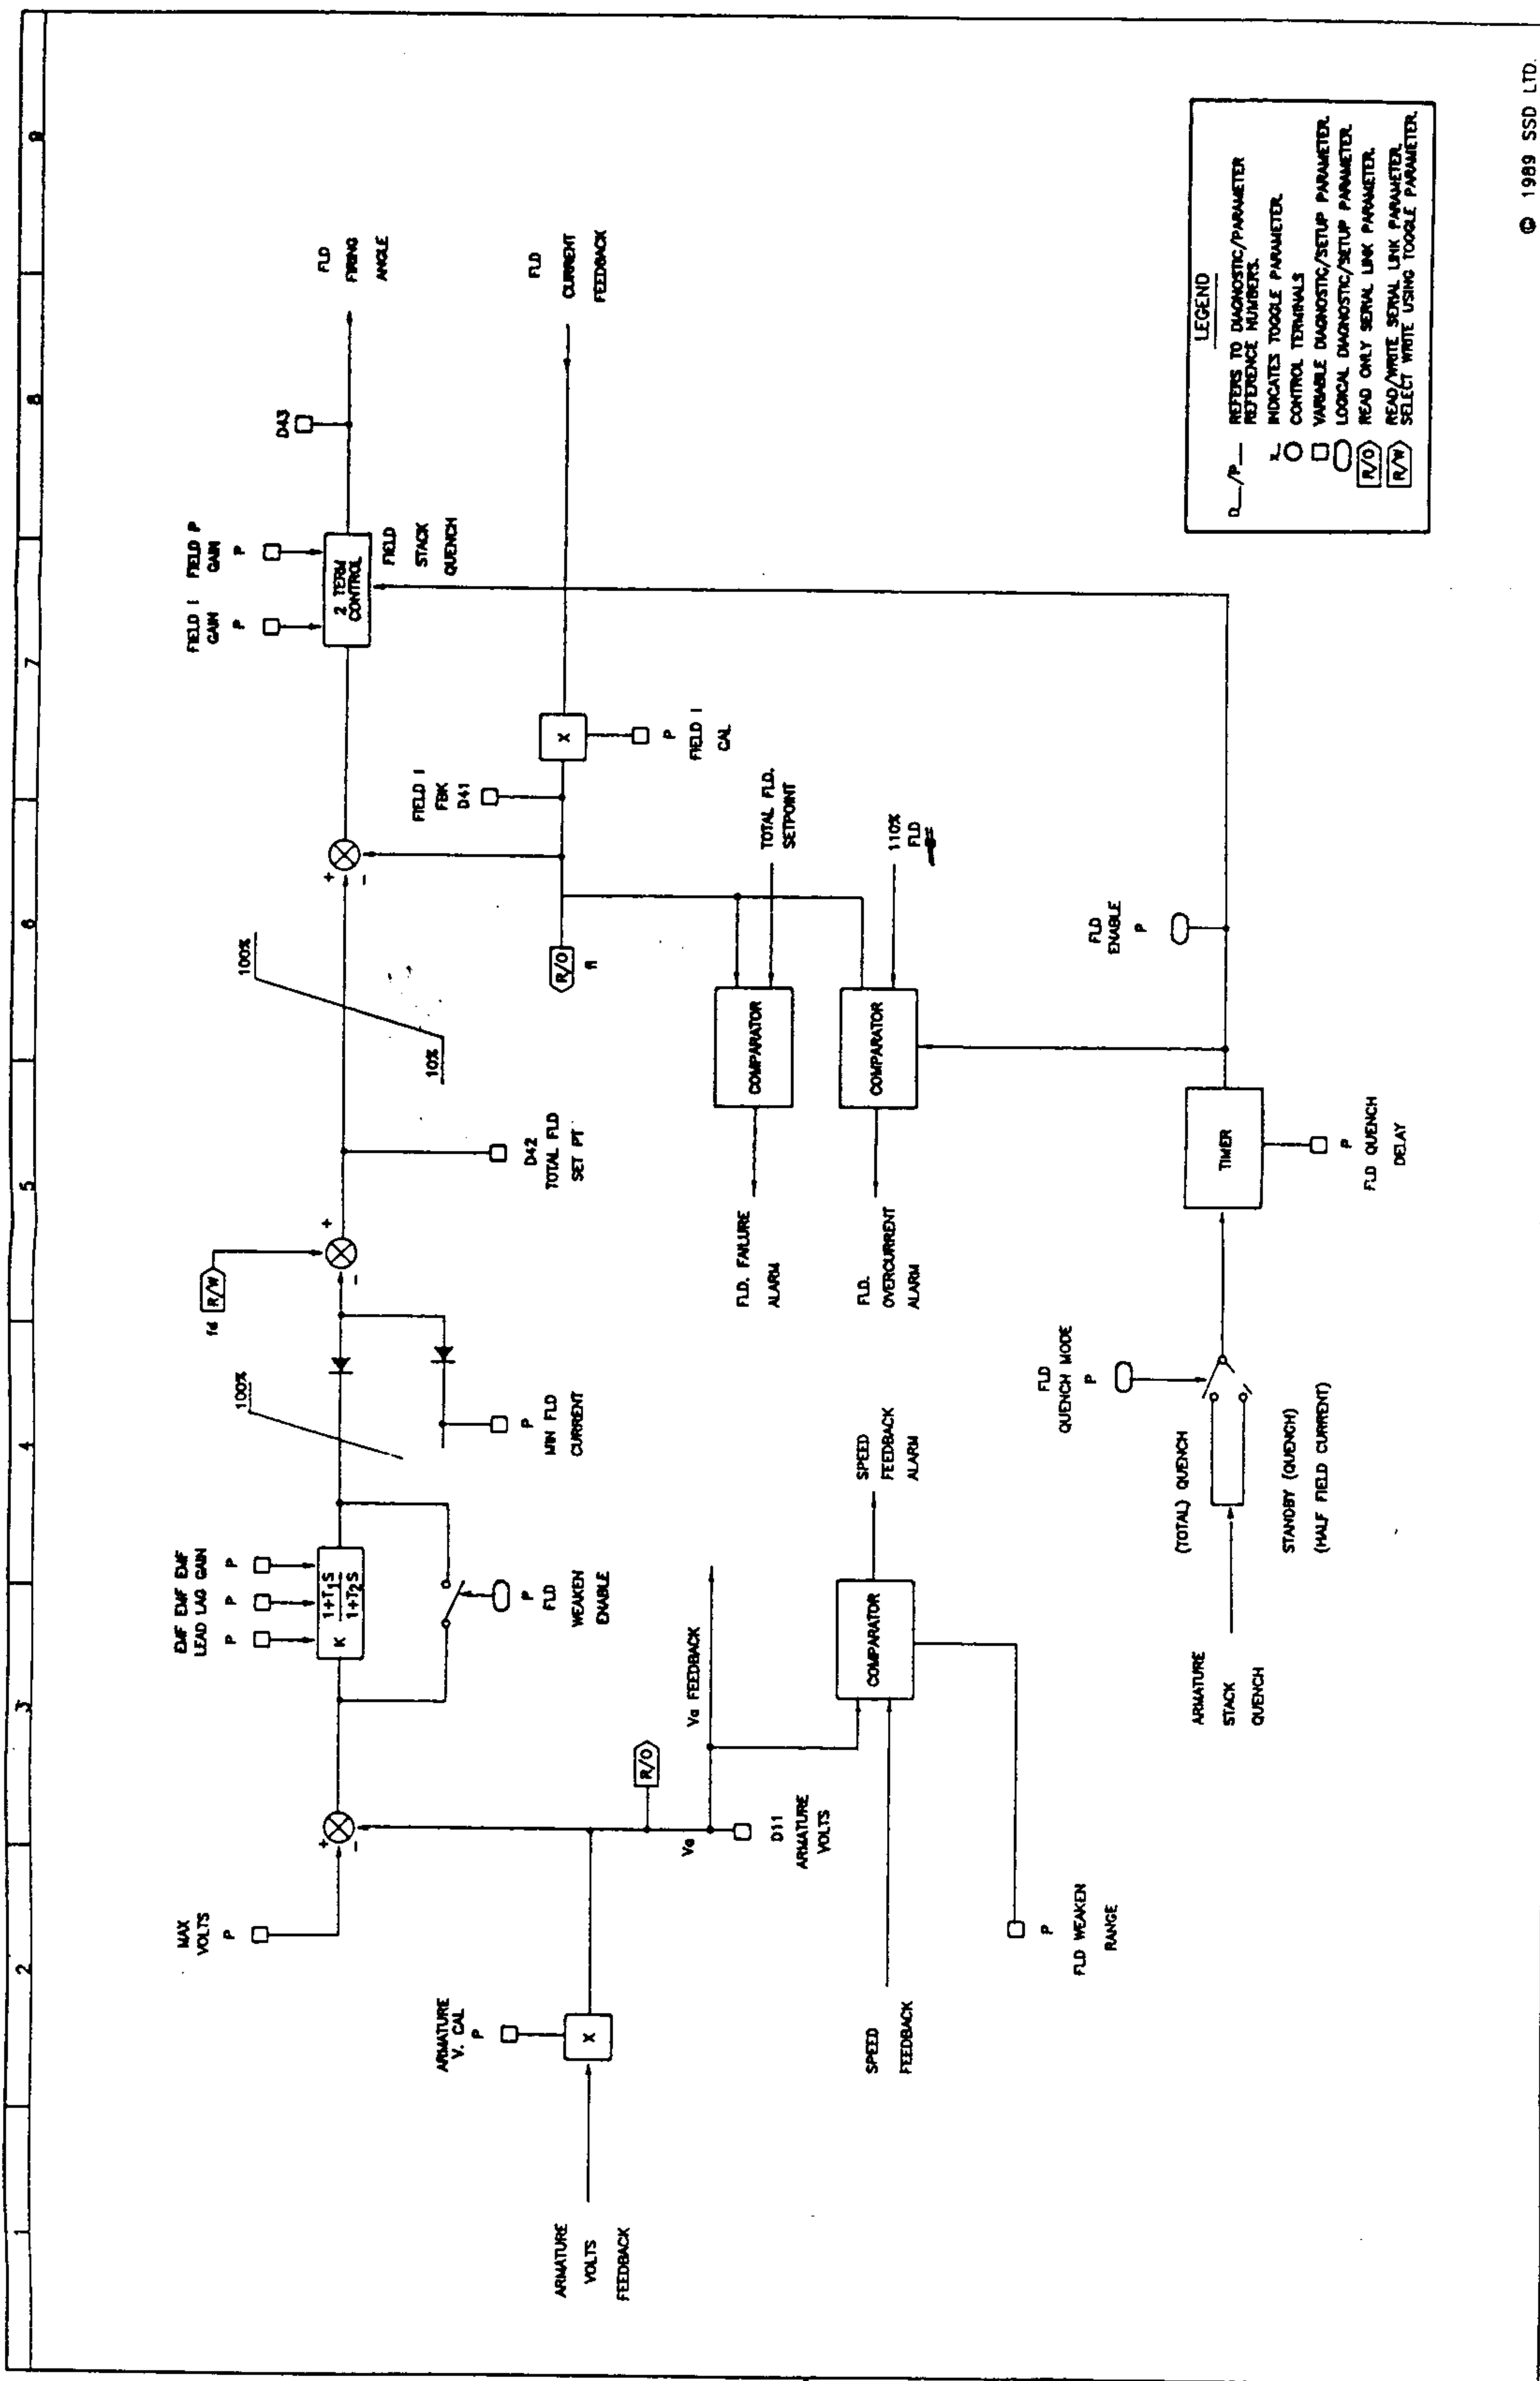 1
2
3
4
5
6
7
8
9
MAX
VOLTS
P
+
-
EMF EMF EMF
LEAD LAG GAIN
P P P
K 1+T1S
1+T2S
P
FLD
WEAKEN
ENABLE
100%
P
MIN FLD
CURRENT
fd
R/W
+
-
D42
TOTAL FLD
SET PT
100%
10%
+
-
FIELD I
GAIN
P
FIELD P
GAIN
P
2 TERM
CONTROL
FIELD
STACK
QUENCH
D43
FLD
FIRING
ANGLE
FLD
CURRENT
FEEDBACK
X
P
FIELD I
CAL
FIELD I
FBK
D41
R/O
ARMATURE
VOLTS
FEEDBACK
ARMATURE
V. CAL
P
X
R/O
Va
D11
ARMATURE
VOLTS
Va FEEDBACK
SPEED
FEEDBACK
COMPARATOR
SPEED
FEEDBACK
ALARM
P
FLD WEAKEN
RANGE
TOTAL FLD.
SETPOINT
COMPARATOR
FLD. FAILURE
ALARM
110%
FLD
COMPARATOR
FLD.
OVERCURRENT
ALARM
ARMATURE
STACK
QUENCH
FLD
QUENCH MODE
P
(TOTAL) QUENCH
STANDBY (QUENCH)
(HALF FIELD CURRENT)
TIMER
P
FLD QUENCH
DELAY
FLD
ENABLE
P
LEGEND
D__/P__ REFERS TO DIAGNOSTIC/PARAMETER
REFERENCE NUMBERS.
x_ INDICATES TOGGLE PARAMETER.
CONTROL TERMINALS
VARIABLE DIAGNOSTIC/SETUP PARAMETER.
LOGICAL DIAGNOSTIC/SETUP PARAMETER.
R/O READ ONLY SERIAL LINK PARAMETER.
R/W READ/WRITE SERIAL LINK PARAMETER.
SELECT WRITE USING TOGGLE PARAMETER.
© 1989 SSD LTD.